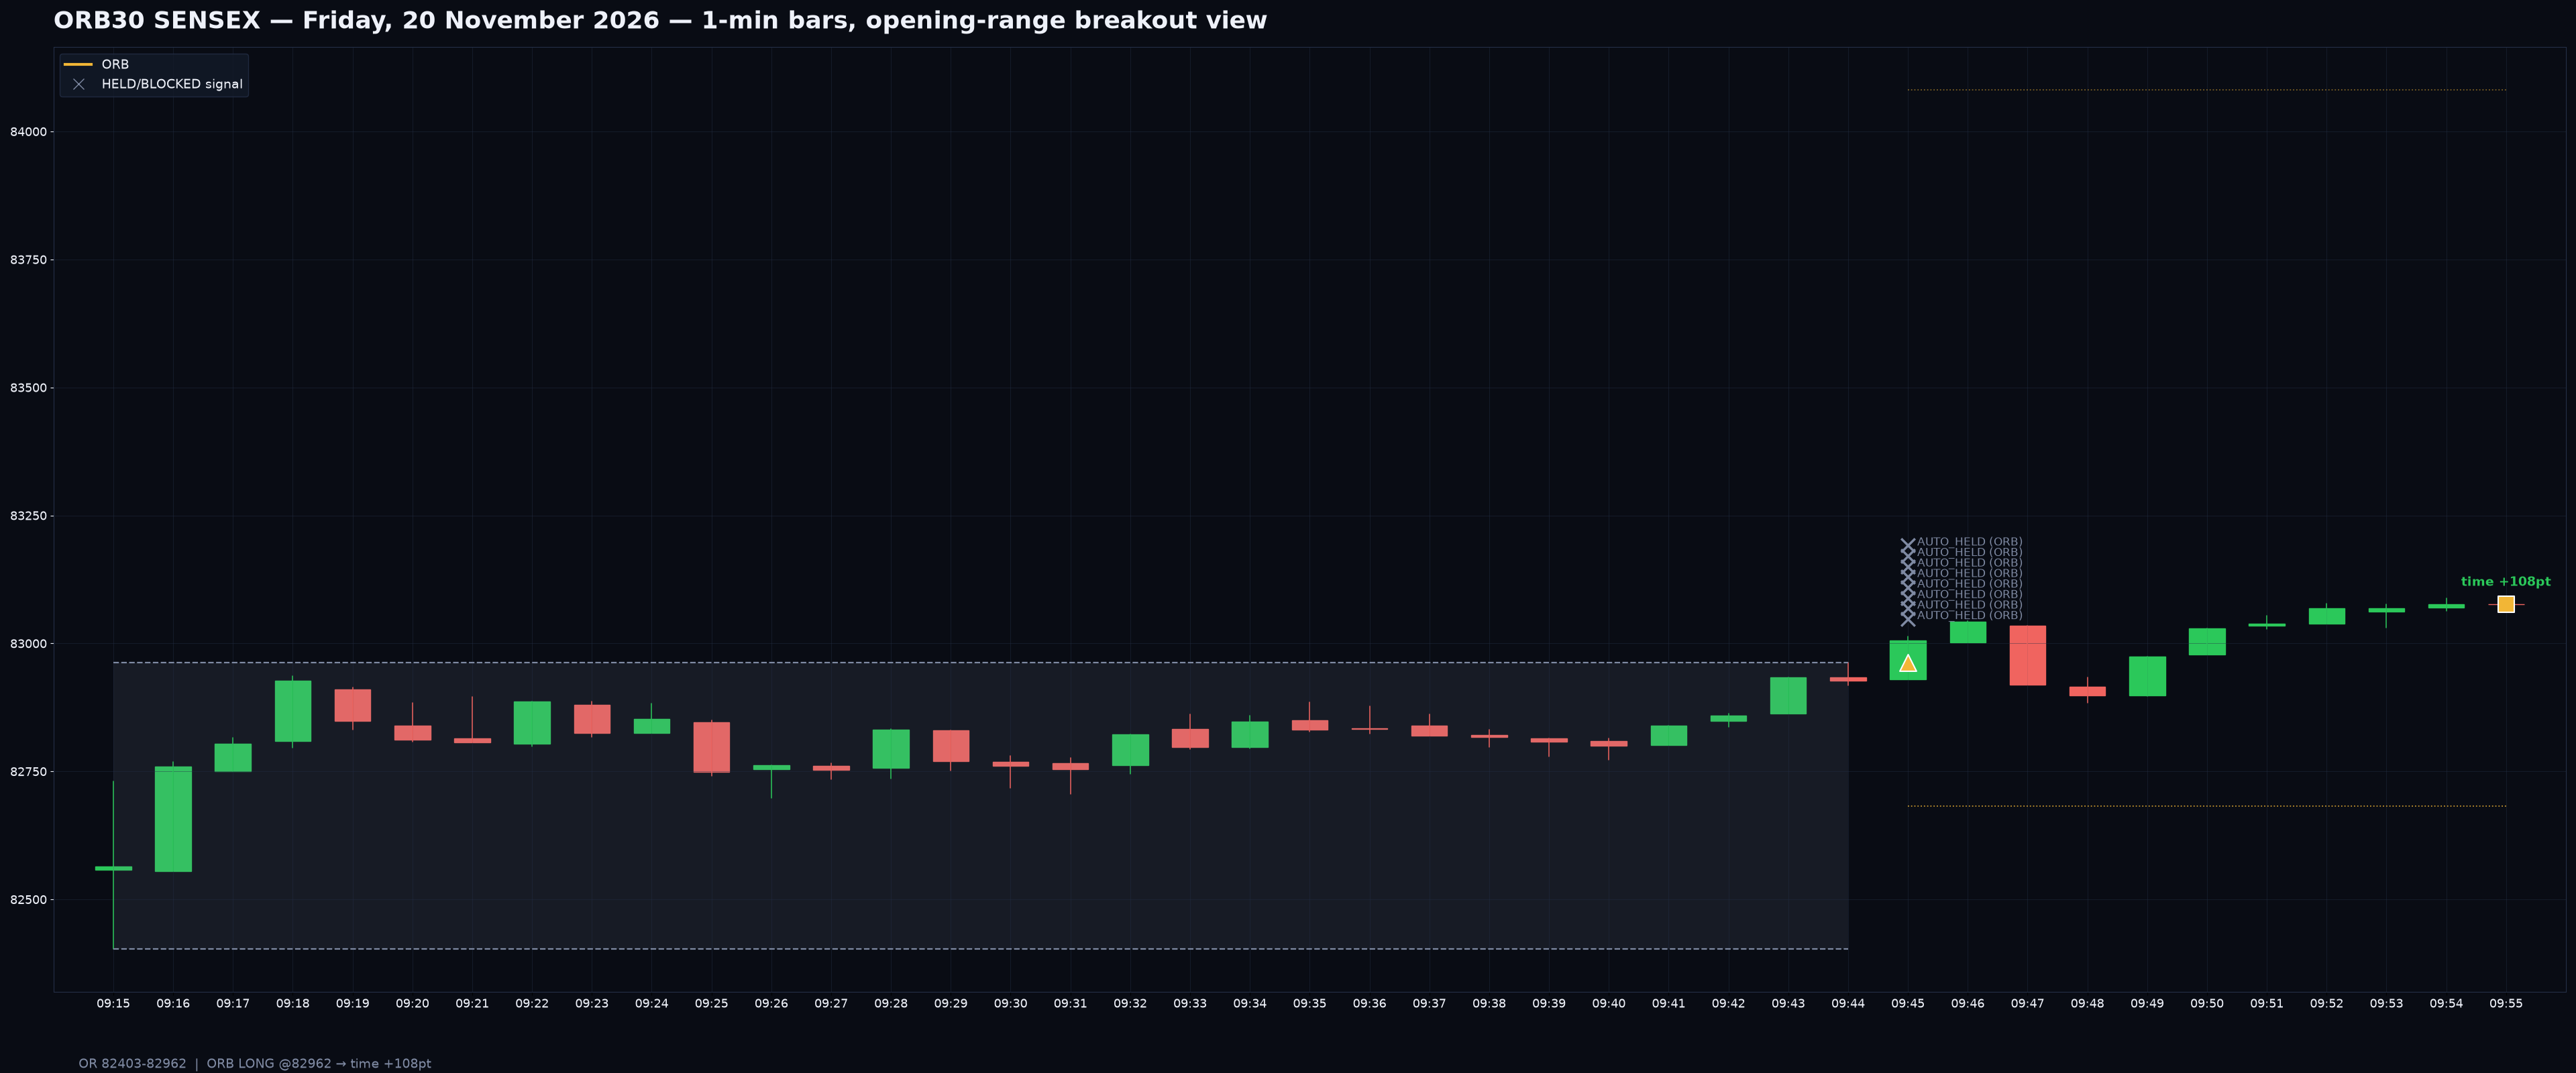 ORB30 SENSEX — Friday, 20 November 2026 — 1-min bars, opening-range breakout view
ORB
HELD/BLOCKED signal
84000
83750
83500
83250
83000
82750
82500
AUTO_HELD (ORB)
AUTO_HELD (ORB)
AUTO_HELD (ORB)
AUTO_HELD (ORB)
AUTO_HELD (ORB)
AUTO_HELD (ORB)
AUTO_HELD (ORB)
AUTO_HELD (ORB)
time +108pt
09:15 09:16 09:17 09:18 09:19 09:20 09:21 09:22 09:23 09:24 09:25 09:26 09:27 09:28 09:29 09:30 09:31 09:32 09:33 09:34 09:35 09:36 09:37 09:38 09:39 09:40 09:41 09:42 09:43 09:44 09:45 09:46 09:47 09:48 09:49 09:50 09:51 09:52 09:53 09:54 09:55
OR 82403-82962 | ORB LONG @82962 → time +108pt